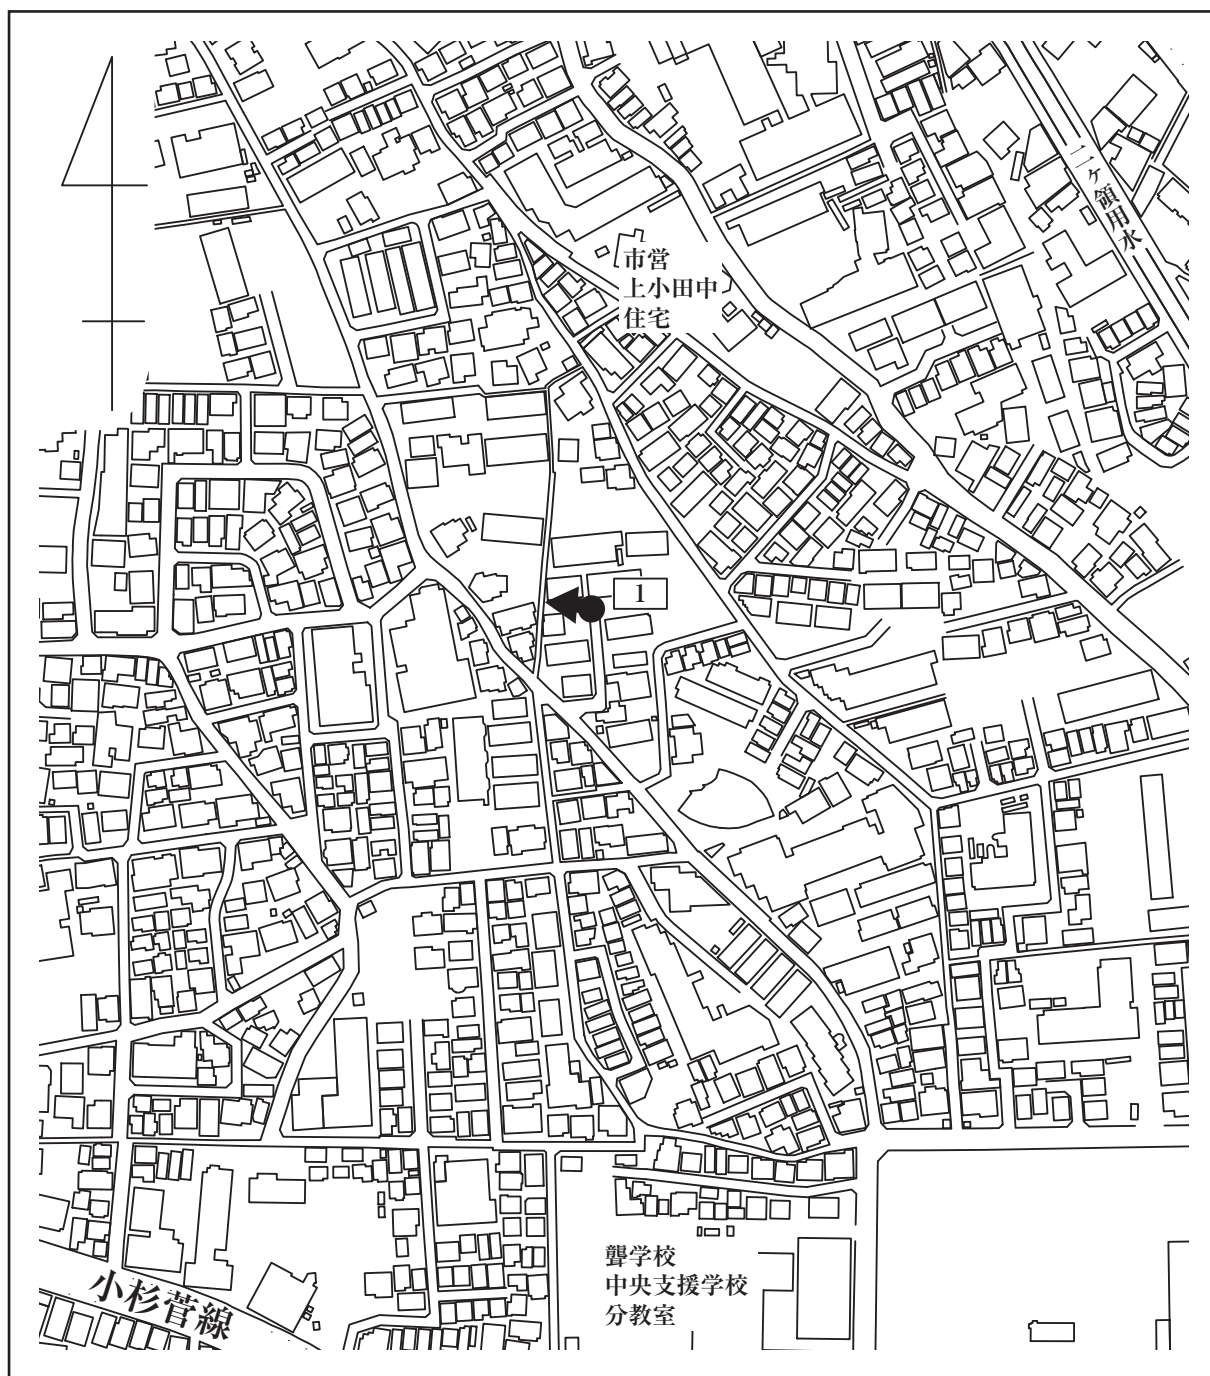 二ヶ領用水
市営
上小田中
住宅
1
聾学校
中央支援学校
分教室
小杉菅線